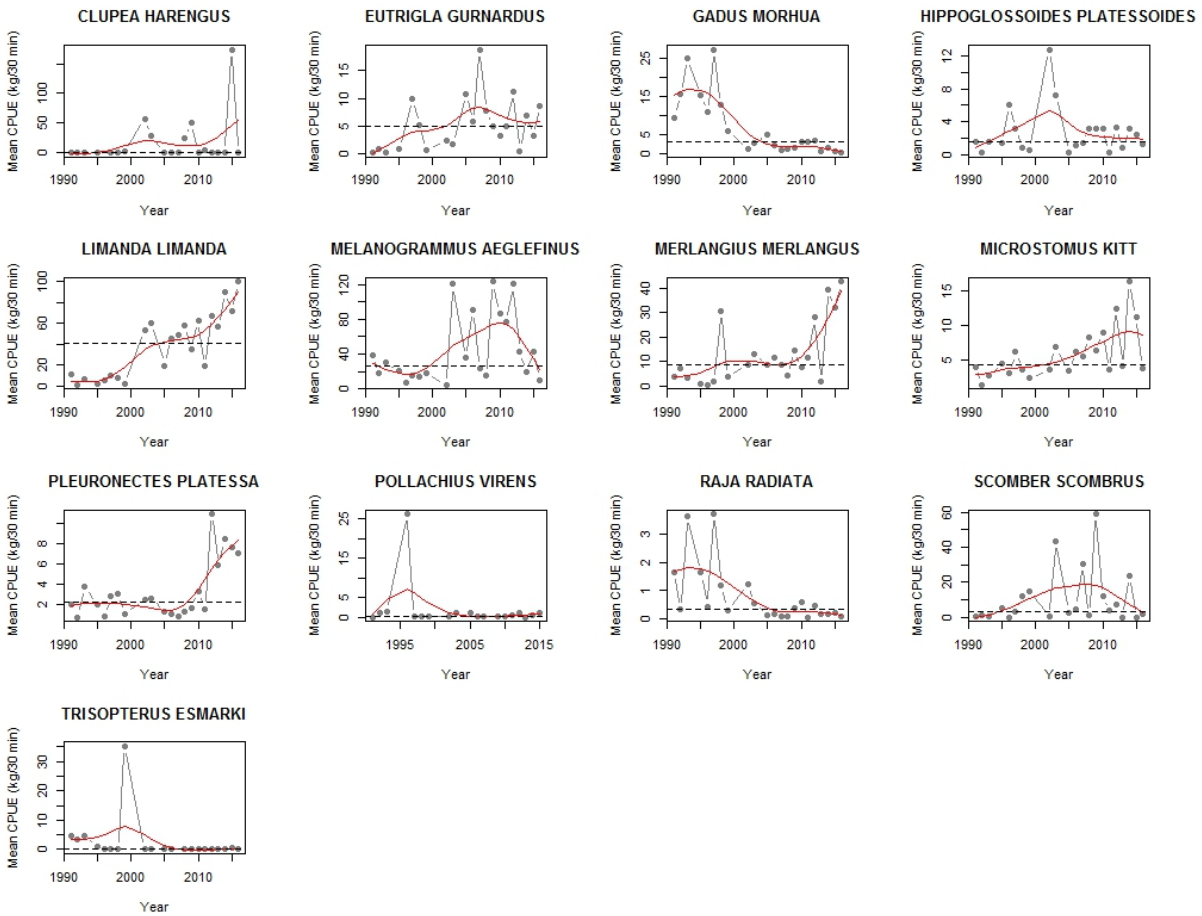 CLUPEA HARENGUS
Mean CPUE (kg/30 min)
0 50 100
1990 2000 2010
Year
EUTRIGLA GURNARDUS
Mean CPUE (kg/30 min)
0 5 10 15
1990 2000 2010
Year
GADUS MORHUA
Mean CPUE (kg/30 min)
0 5 15 25
1990 2000 2010
Year
HIPPOGLOSSOIDES PLATESSOIDES
Mean CPUE (kg/30 min)
0 4 8 12
1990 2000 2010
Year
LIMANDA LIMANDA
Mean CPUE (kg/30 min)
0 20 60 100
1990 2000 2010
Year
MELANOGRAMMUS AEGLEFINUS
Mean CPUE (kg/30 min)
0 40 80 120
1990 2000 2010
Year
MERLANGIUS MERLANGUS
Mean CPUE (kg/30 min)
0 10 20 30 40
1990 2000 2010
Year
MICROSTOMUS KITT
Mean CPUE (kg/30 min)
5 10 15
1990 2000 2010
Year
PLEURONECTES PLATESSA
Mean CPUE (kg/30 min)
2 4 6 8
1990 2000 2010
Year
POLLACHIUS VIRENS
Mean CPUE (kg/30 min)
0 5 15 25
1995 2005 2015
Year
RAJA RADIATA
Mean CPUE (kg/30 min)
0 1 2 3
1990 2000 2010
Year
SCOMBER SCOMBRUS
Mean CPUE (kg/30 min)
0 20 40 60
1990 2000 2010
Year
TRISOPTERUS ESMARKI
Mean CPUE (kg/30 min)
0 10 20 30
1990 2000 2010
Year